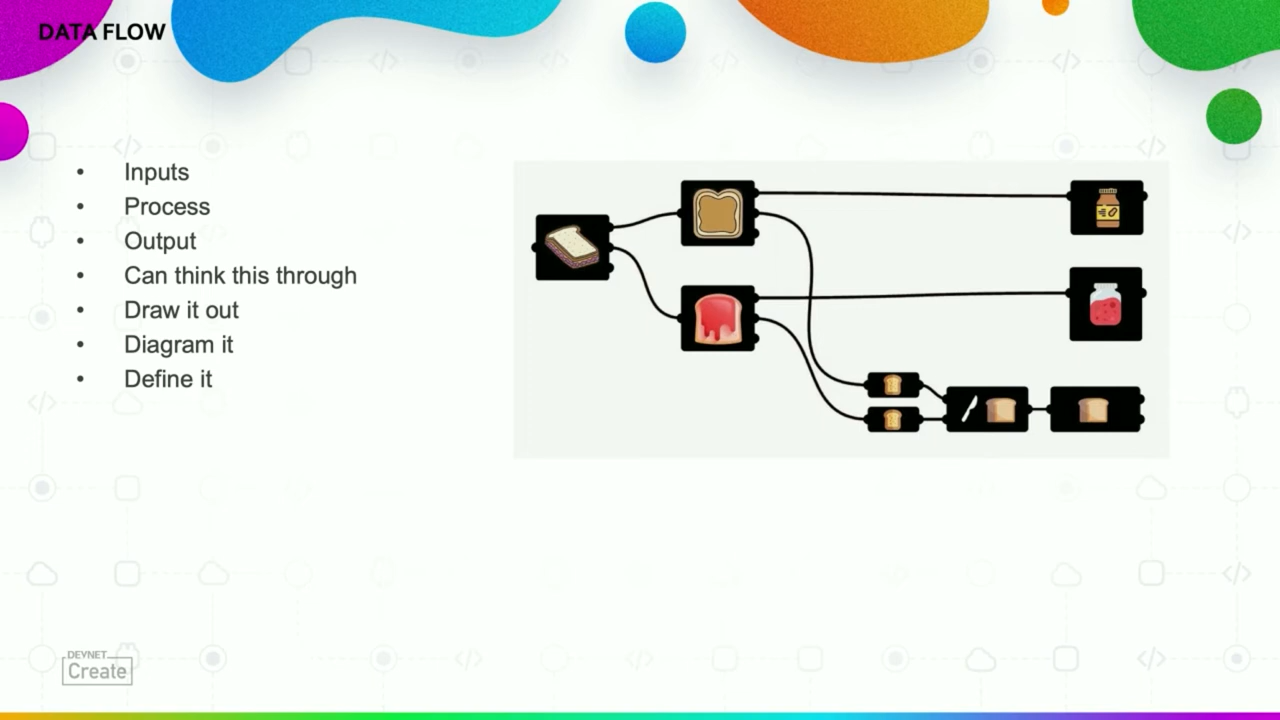 DATA FLOW
• Inputs
• Process
• Output
• Can think this through
• Draw it out
• Diagram it
• Define it
DEVNET
Create